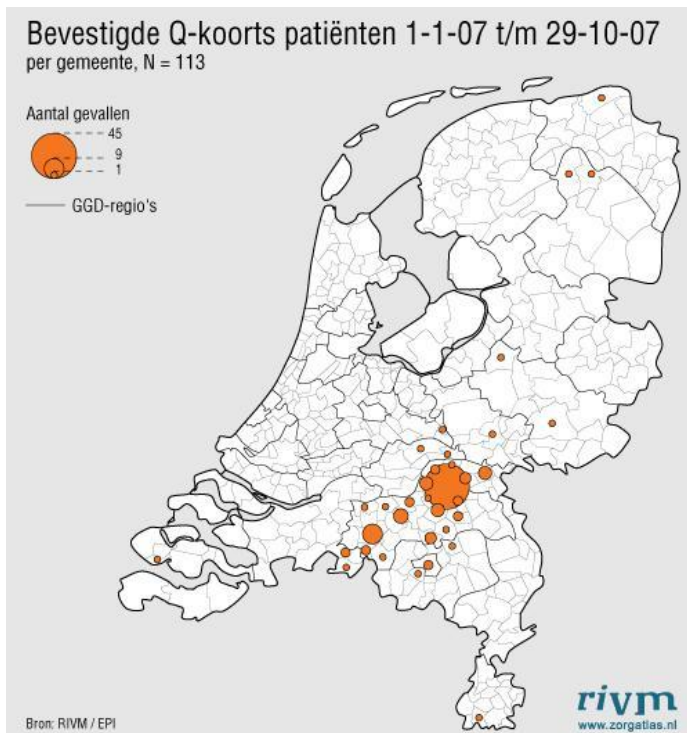 Bevestigde Q-koorts patiënten 1-1-07 t/m 29-10-07
per gemeente, N = 113
Aantal gevallen
45
9
1
GGD-regio's
Bron: RIVM / EPI
rivm
www.zorgatlas.nl